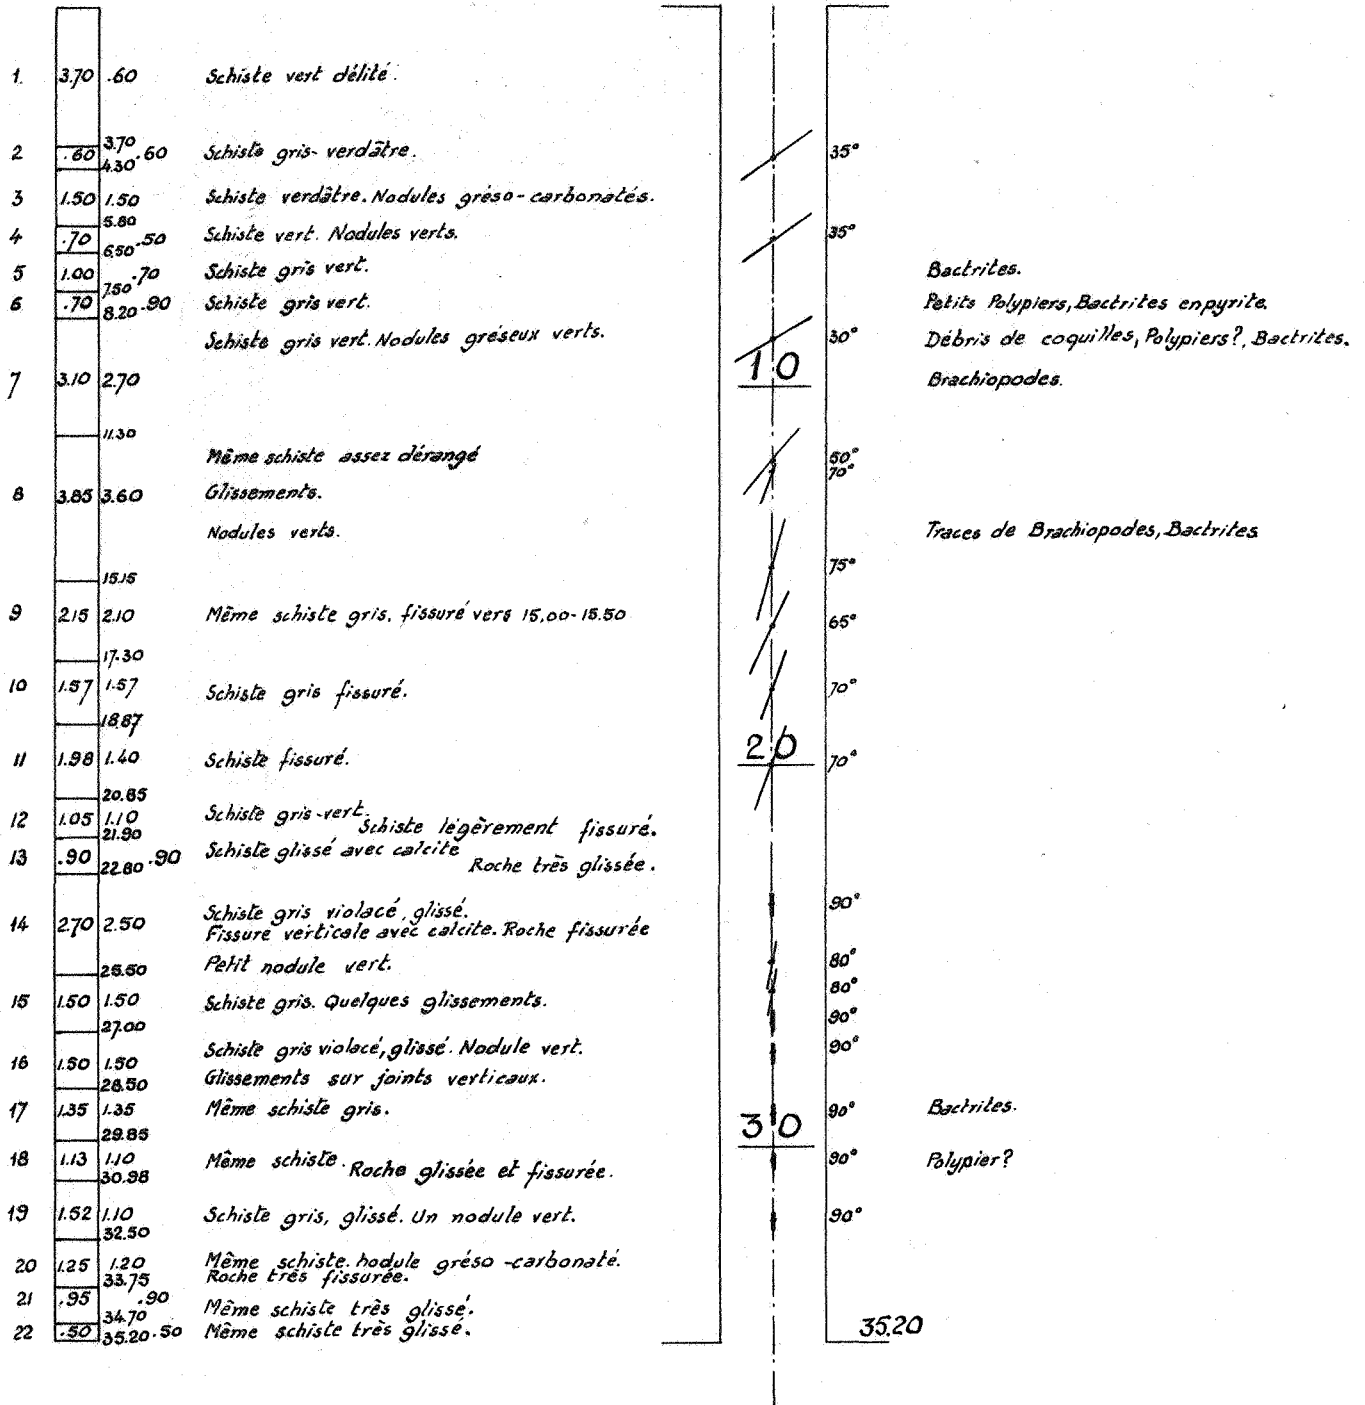 1. 3.70 .60 Schiste vert délité.
3.70
2 .60 .60 Schiste gris-verdâtre. 35°
4.30
3 1.50 1.50 Schiste verdâtre. Nodules gréso-carbonatés.
5.80
4 .70 .50 Schiste vert. Nodules verts. 35°
6.50
5 1.00 .70 Schiste gris vert. Bactrites.
7.50
6 .70 .90 Schiste gris vert. Petits Polypiers, Bactrites en pyrite.
8.20
Schiste gris vert. Nodules gréseux verts. 30° Débris de coquilles, Polypiers?, Bactrites.
10
7 3.10 2.70 Brachiopodes.
11.30
Même schiste assez dérangé 50°
70°
8 3.85 3.60 Glissements.
Nodules verts. Traces de Brachiopodes, Bactrites
75°
15.15
9 2.15 2.10 Même schiste gris. fissuré vers 15.00-15.50 65°
17.30
10 1.57 1.57 Schiste gris fissuré. 70°
18.87
20
11 1.98 1.40 Schiste fissuré. 70°
20.85
12 1.05 1.10 Schiste gris-vert. Schiste légèrement fissuré.
21.90
13 .90 .90 Schiste glissé avec calcite Roche très glissée.
22.80
90°
Schiste gris violacé, glissé.
14 2.70 2.50 Fissure verticale avec calcite. Roche fissurée
Petit nodule vert. 80°
25.50
80°
15 1.50 1.50 Schiste gris. Quelques glissements.
90°
27.00
Schiste gris violacé, glissé. Nodule vert. 90°
16 1.50 1.50
Glissements sur joints verticaux.
28.50
17 1.35 1.35 Même schiste gris. 90° Bactrites.
30
29.85
18 1.13 1.10 Même schiste. Roche glissée et fissurée. 90° Polypier?
30.98
19 1.52 1.10 Schiste gris, glissé. Un nodule vert. 90°
32.50
20 1.25 1.20 Même schiste. nodule gréso-carbonaté.
33.75 Roche très fissurée.
21 .95 .90 Même schiste très glissé.
34.70
22 .50 .50 Même schiste très glissé. 35.20
35.20